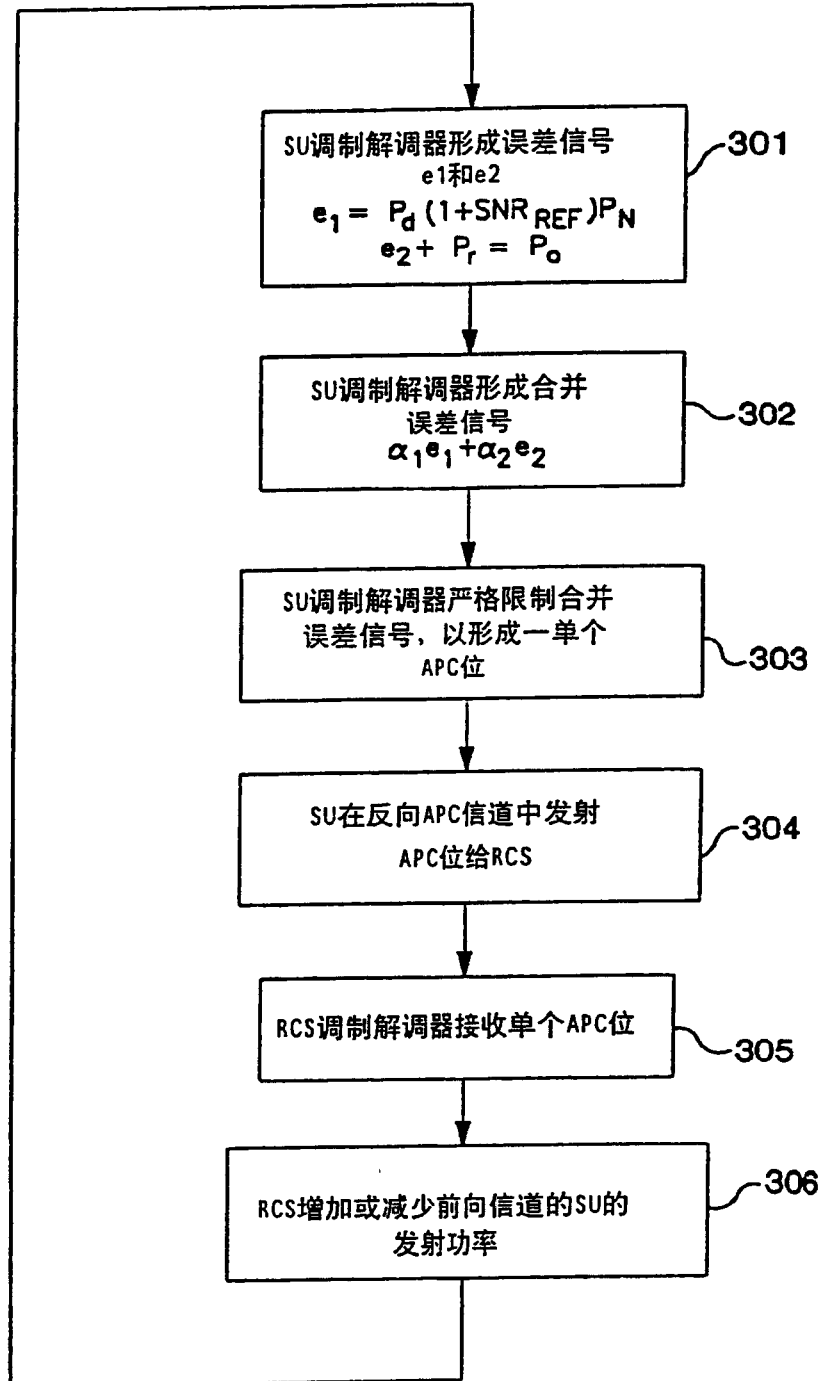 SU调制解调器形成误差信号
e1和e2
e₁ = P_d (1+SNR_REF)P_N
e₂+ P_r = P_o
301
SU调制解调器形成合并
误差信号
α₁e₁+α₂e₂
302
SU调制解调器严格限制合并
误差信号，以形成一单个
APC位
303
SU在反向APC信道中发射
APC位给RCS
304
RCS调制解调器接收单个APC位
305
RCS增加或减少前向信道的SU的
发射功率
306